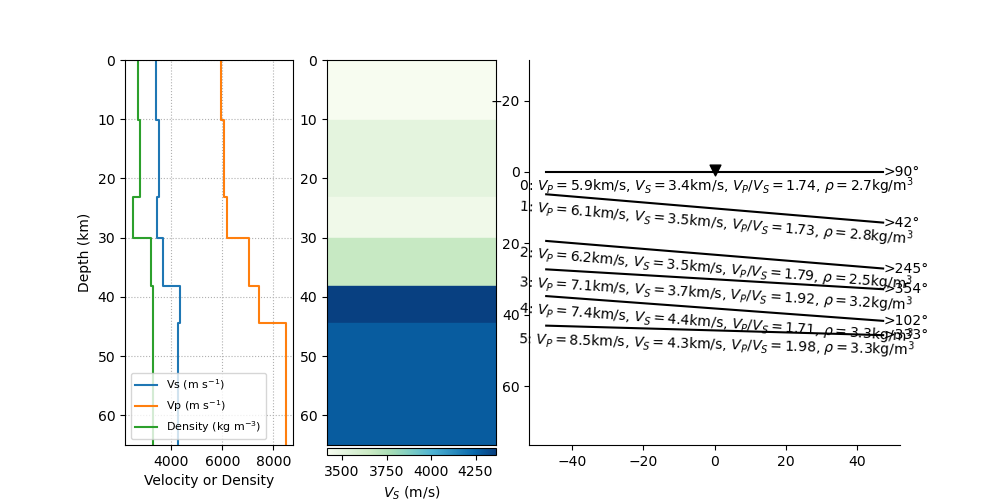 0
10
20
30
40
50
60
Depth (km)
4000 6000 8000
Velocity or Density
Vs (m s⁻¹)
Vp (m s⁻¹)
Density (kg m⁻³)
0
10
20
30
40
50
60
3500 3750 4000 4250
V_S (m/s)
−20
0
20
40
60
−40 −20 0 20 40
>90°
0: V_P = 5.9km/s, V_S = 3.4km/s, V_P/V_S = 1.74, ρ = 2.7kg/m³
>42°
1: V_P = 6.1km/s, V_S = 3.5km/s, V_P/V_S = 1.73, ρ = 2.8kg/m³
>245°
2: V_P = 6.2km/s, V_S = 3.5km/s, V_P/V_S = 1.79, ρ = 2.5kg/m³
>354°
3: V_P = 7.1km/s, V_S = 3.7km/s, V_P/V_S = 1.92, ρ = 3.2kg/m³
>102°
4: V_P = 7.4km/s, V_S = 4.4km/s, V_P/V_S = 1.71, ρ = 3.3kg/m³
5: V_P = 8.5km/s, V_S = 4.3km/s, V_P/V_S = 1.98, ρ = 3.3kg/m³